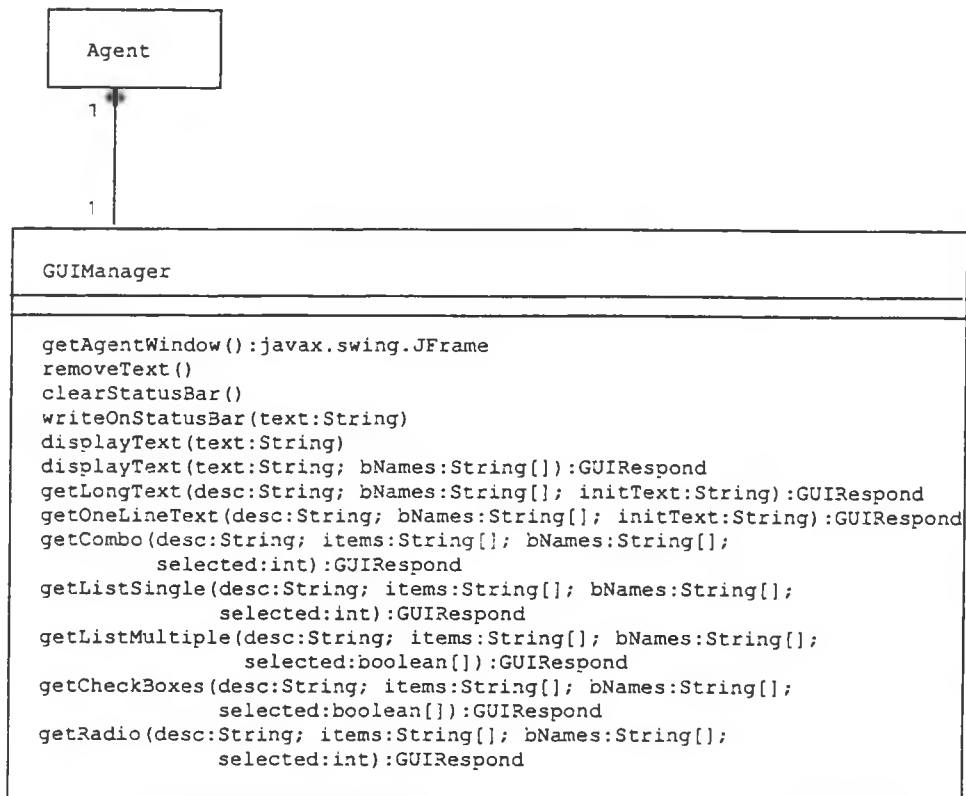 Agent
1
1
GUIManager
getAgentWindow():javax.swing.JFrame
removeText()
clearStatusBar()
writeOnStatusBar(text:String)
displayText(text:String)
displayText(text:String; bNames:String[]):GUIRespond
getLongText(desc:String; bNames:String[]; initText:String):GUIRespond
getOneLineText(desc:String; bNames:String[]; initText:String):GUIRespond
getCombo(desc:String; items:String[]; bNames:String[];
selected:int):GUIRespond
getListSingle(desc:String; items:String[]; bNames:String[];
selected:int):GUIRespond
getListMultiple(desc:String; items:String[]; bNames:String[];
selected:boolean[]):GUIRespond
getCheckBoxes(desc:String; items:String[]; bNames:String[];
selected:boolean[]):GUIRespond
getRadio(desc:String; items:String[]; bNames:String[];
selected:int):GUIRespond